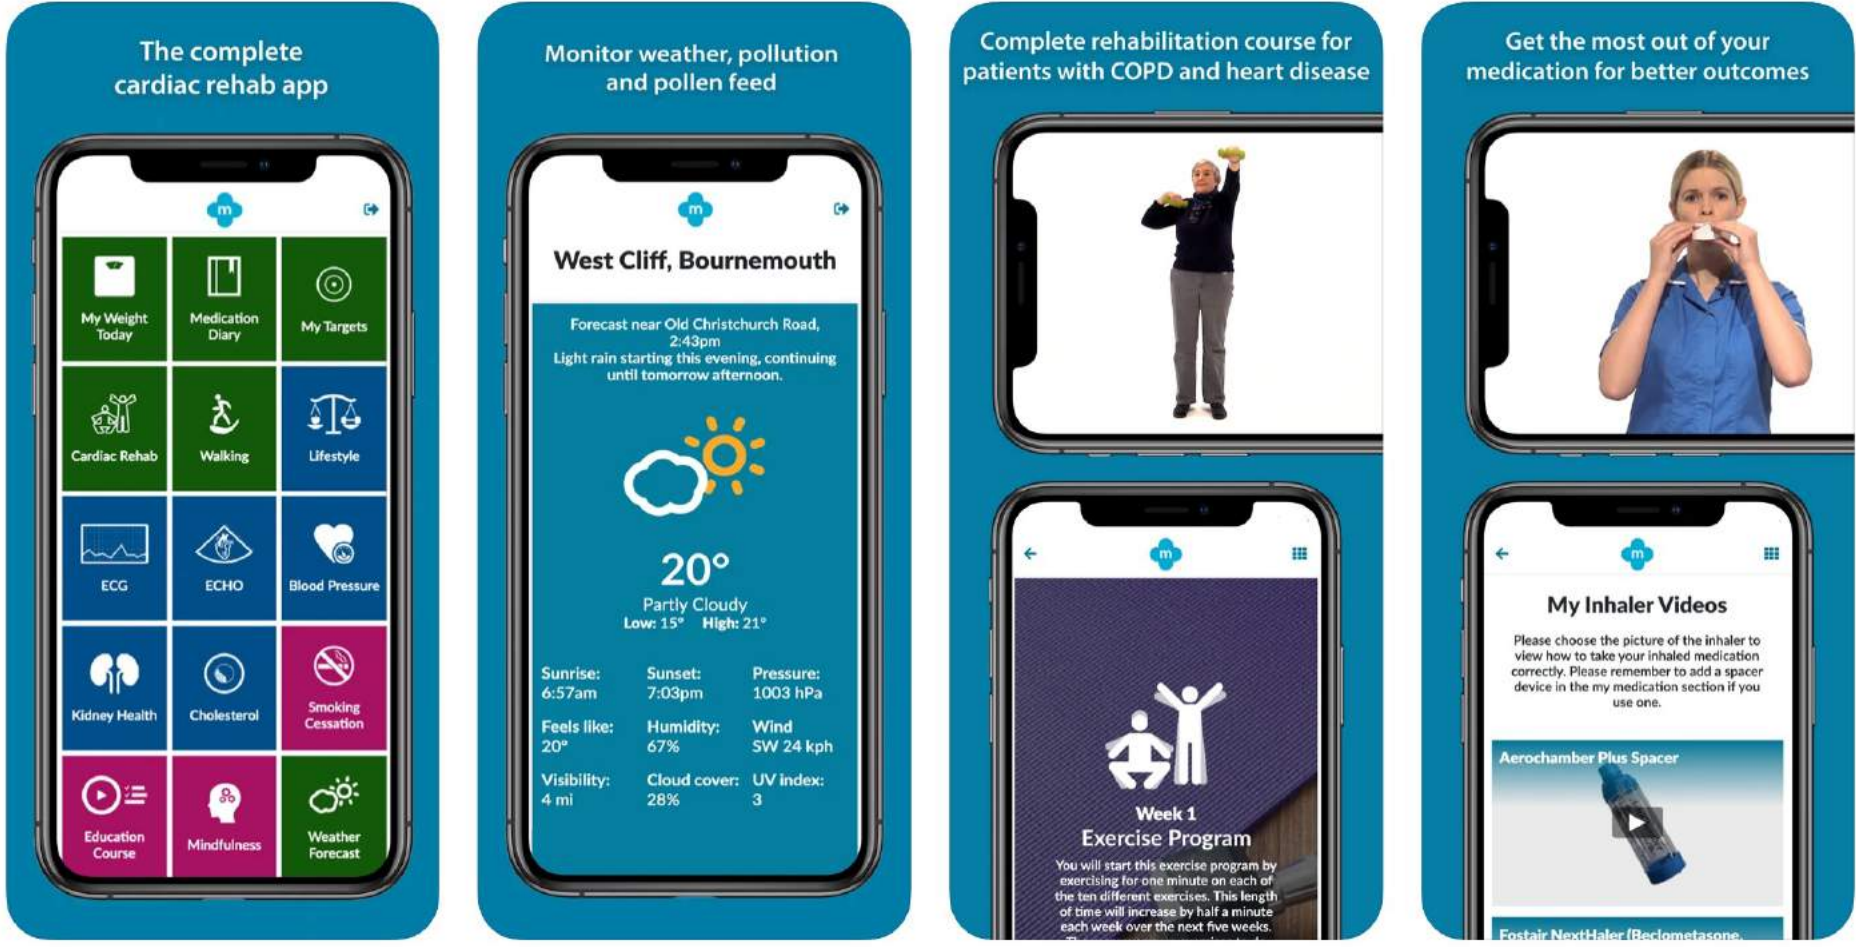 The complete
cardiac rehab app
m
My Weight
Today
Medication
Diary
My Targets
Cardiac Rehab
Walking
Lifestyle
ECG
ECHO
Blood Pressure
Kidney Health
Cholesterol
Smoking
Cessation
Education
Course
Mindfulness
Weather
Forecast
Monitor weather, pollution
and pollen feed
m
West Cliff, Bournemouth
Forecast near Old Christchurch Road,
2:43pm
Light rain starting this evening, continuing
until tomorrow afternoon.
20°
Partly Cloudy
Low: 15° High: 21°
Sunrise: Sunset: Pressure:
6:57am 7:03pm 1003 hPa
Feels like: Humidity: Wind
20° 67% SW 24 kph
Visibility: Cloud cover: UV index:
4 mi 28% 3
Complete rehabilitation course for
patients with COPD and heart disease
m
Week 1
Exercise Program
You will start this exercise program by
exercising for one minute on each of
the ten different exercises. This length
of time will increase by half a minute
each week over the next five weeks.
Get the most out of your
medication for better outcomes
m
My Inhaler Videos
Please choose the picture of the inhaler to
view how to take your inhaled medication
correctly. Please remember to add a spacer
device in the my medication section if you
use one.
Aerochamber Plus Spacer
Fostair NextHaler (Beclometasone,